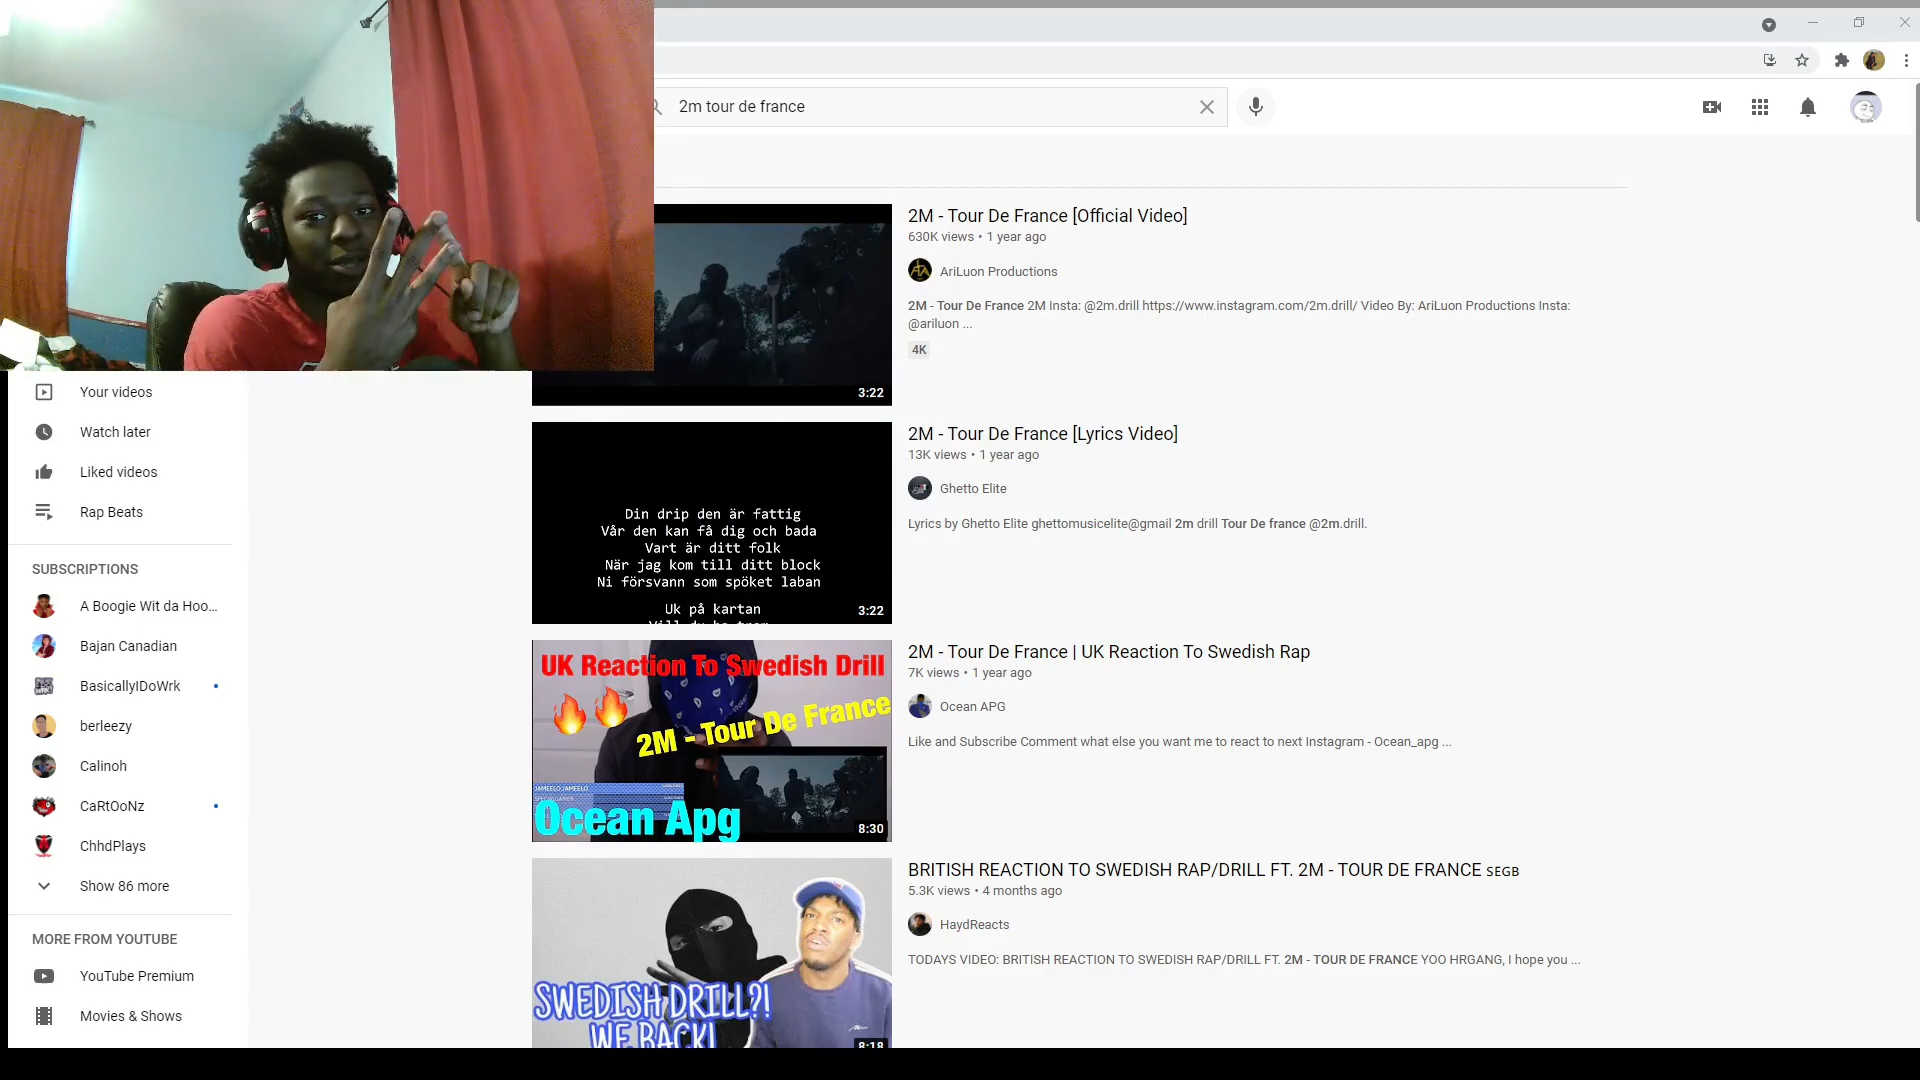 2m tour de france
2M - Tour De France [Official Video]
630K views • 1 year ago
AriLuon Productions
2M - Tour De France 2M Insta: @2m.drill https://www.instagram.com/2m.drill/ Video By: AriLuon Productions Insta:
@ariluon ...
4K
3:22
2M - Tour De France [Lyrics Video]
13K views • 1 year ago
Ghetto Elite
Lyrics by Ghetto Elite ghettomusicelite@gmail 2m drill Tour De france @2m.drill.
Din drip den är fattig
Vår den kan få dig och bada
Vart är ditt folk
När jag kom till ditt block
Ni försvann som spöket laban
Uk på kartan
3:22
2M - Tour De France | UK Reaction To Swedish Rap
7K views • 1 year ago
Ocean APG
Like and Subscribe Comment what else you want me to react to next Instagram - Ocean_apg ...
UK Reaction To Swedish Drill
2M - Tour De France
JAMEELO JAMEELO
Ocean Apg
8:30
BRITISH REACTION TO SWEDISH RAP/DRILL FT. 2M - TOUR DE FRANCE ꜱᴇɢʙ
5.3K views • 4 months ago
HaydReacts
TODAYS VIDEO: BRITISH REACTION TO SWEDISH RAP/DRILL FT. 2M - TOUR DE FRANCE YOO HRGANG, I hope you ...
SWEDISH DRILL?!
WE BACK!
8:18
Your videos
Watch later
Liked videos
Rap Beats
SUBSCRIPTIONS
A Boogie Wit da Hoo...
Bajan Canadian
BasicallyIDoWrk
berleezy
Calinoh
CaRtOoNz
ChhdPlays
Show 86 more
MORE FROM YOUTUBE
YouTube Premium
Movies & Shows